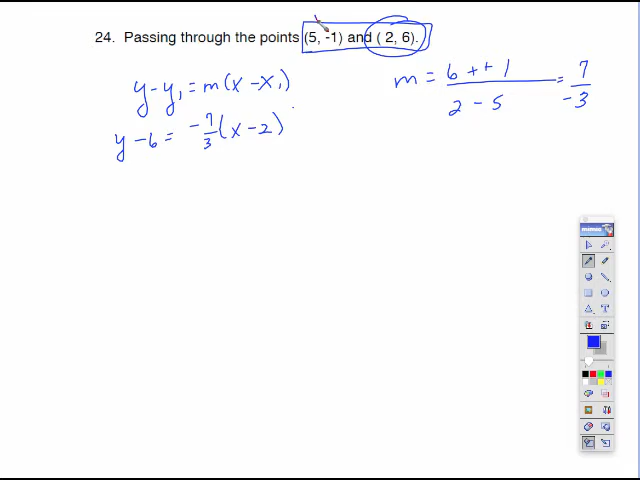 24. Passing through the points (5, -1) and ( 2, 6).
y - y₁ = m(x - x₁)
y - 6 = -7/3 (x - 2)
m = 6 + + 1 / 2 - 5 = 7 / -3
mimio